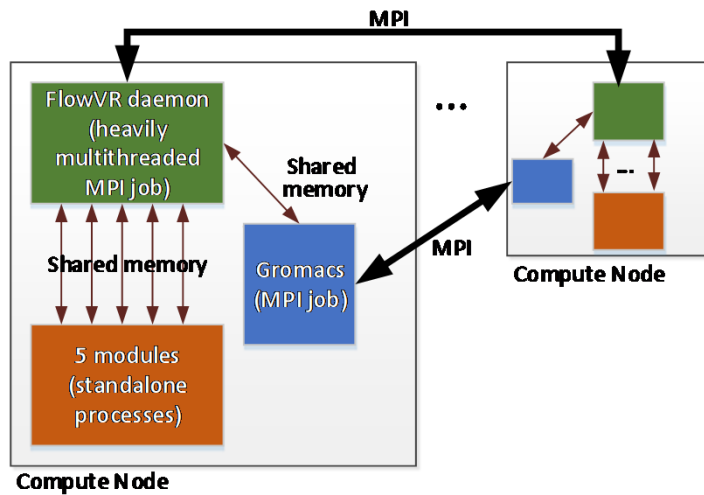 MPI
FlowVR daemon
(heavily
multithreaded
MPI job)
...
Shared
memory
...
Shared memory
Gromacs
(MPI job)
MPI
Compute Node
5 modules
(standalone
processes)
Compute Node